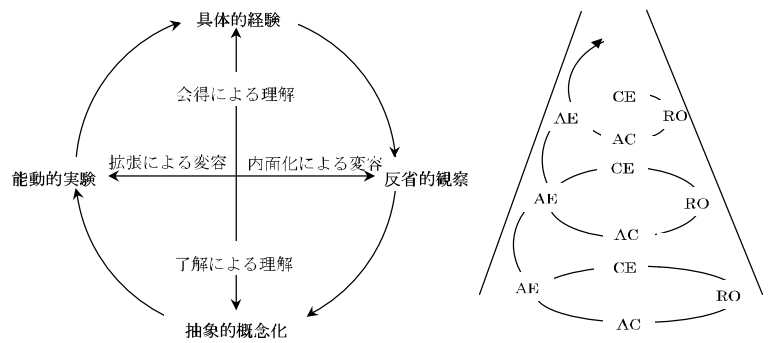 具体的経験
会得による理解
拡張による変容
内面化による変容
能動的実験
反省的観察
了解による理解
抽象的概念化
CE
RO
AE
AC
CE
AE
RO
AC
CE
AE
RO
AC